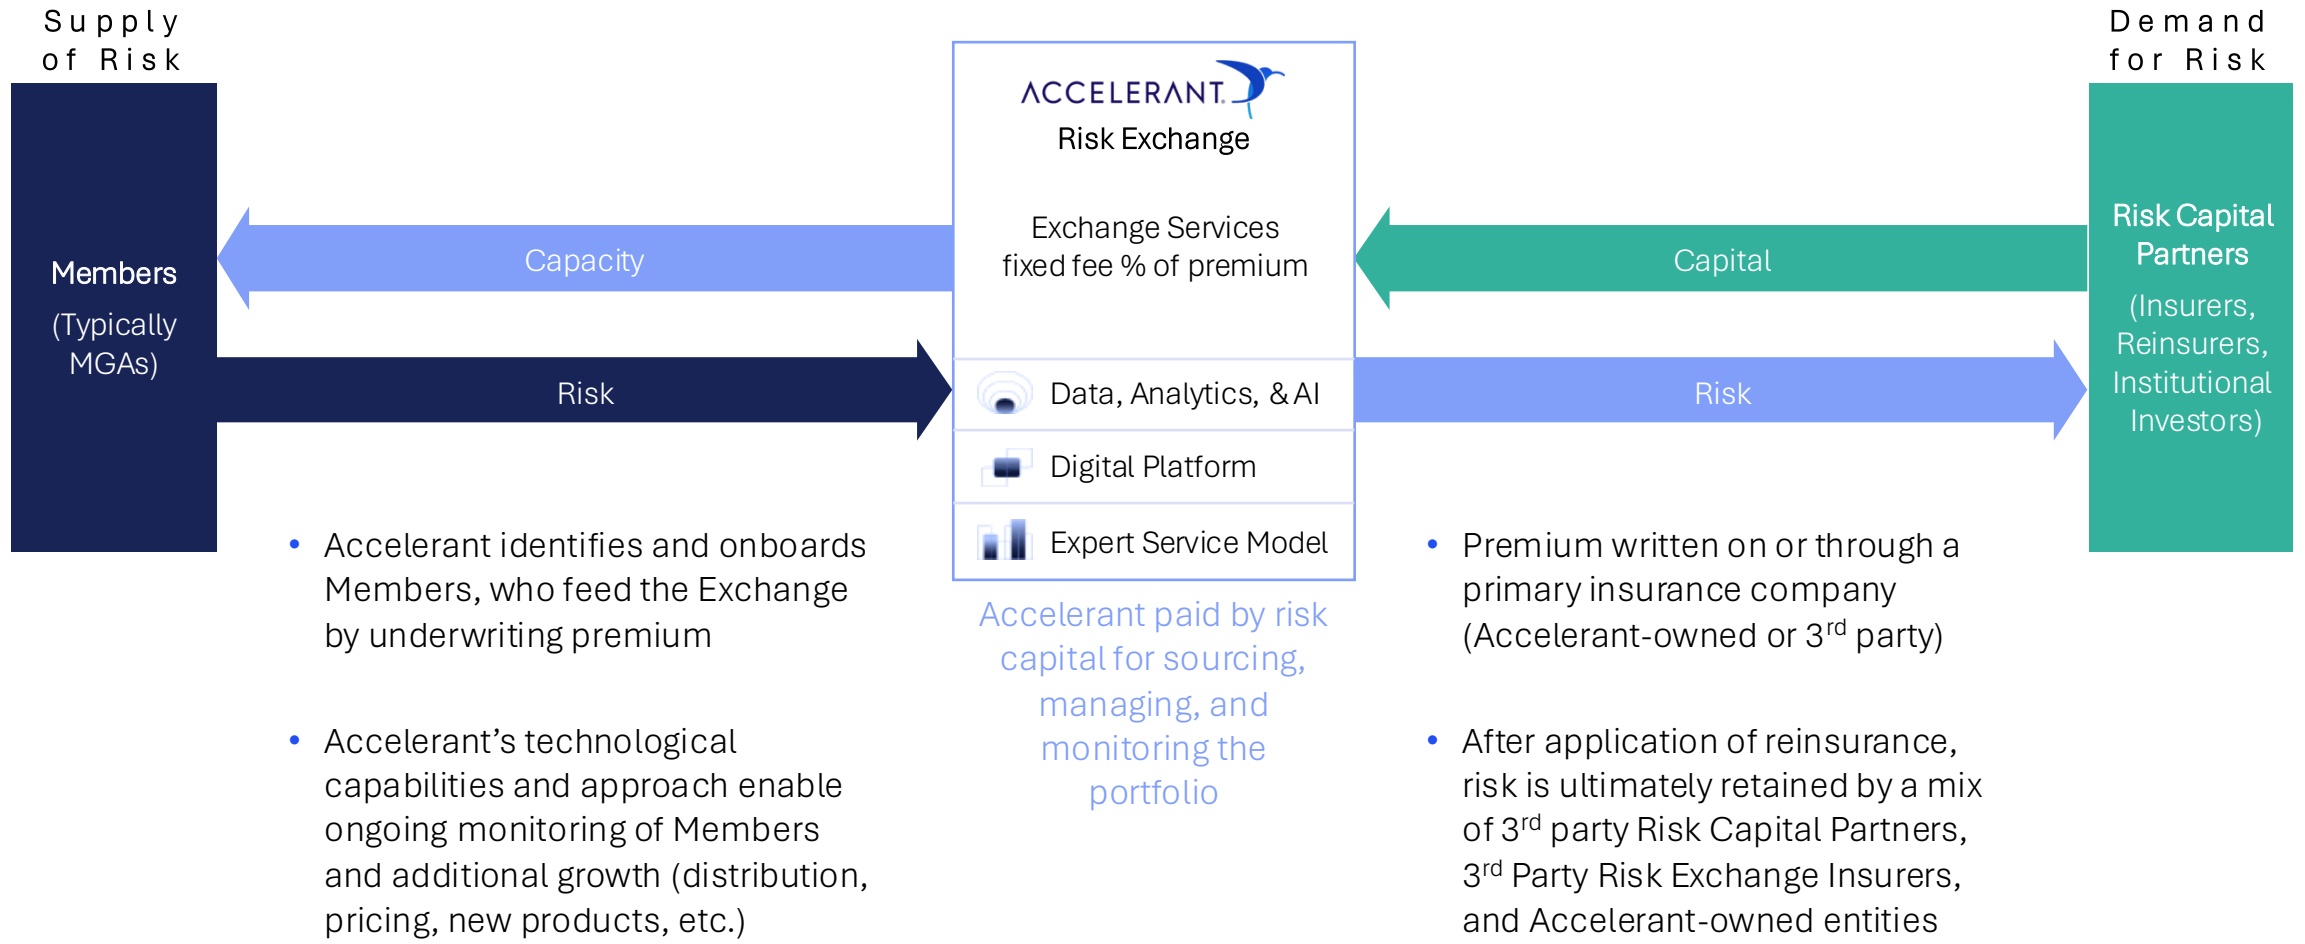 Supply
of Risk
Members
(Typically
MGAs)
Capacity
Risk
ACCELERANT.
Risk Exchange
Exchange Services
fixed fee % of premium
Data, Analytics, & AI
Digital Platform
Expert Service Model
Accelerant paid by risk
capital for sourcing,
managing, and
monitoring the
portfolio
Capital
Risk
Demand
for Risk
Risk Capital
Partners
(Insurers,
Reinsurers,
Institutional
Investors)
• Accelerant identifies and onboards
Members, who feed the Exchange
by underwriting premium
• Accelerant’s technological
capabilities and approach enable
ongoing monitoring of Members
and additional growth (distribution,
pricing, new products, etc.)
• Premium written on or through a
primary insurance company
(Accelerant-owned or 3rd party)
• After application of reinsurance,
risk is ultimately retained by a mix
of 3rd party Risk Capital Partners,
3rd Party Risk Exchange Insurers,
and Accelerant-owned entities